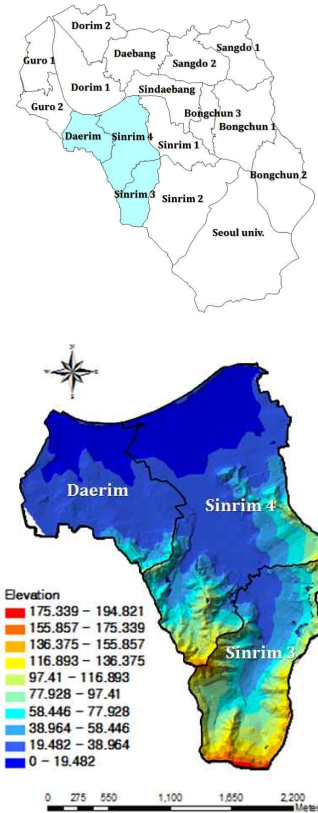 Dorim 2
Sangdo 1
Daebang
Sangdo 2
Guro 1
Dorim 1
Sindaebang
Guro 2
Bongchun 3
Daerim
Sinrim 4
Bongchun 1
Sinrim 1
Bongchun 2
Sinrim 3
Sinrim 2
Seoul univ.
Daerim
Sinrim 4
Sinrim 3
Elevation
175.339 - 194.821
155.857 - 175.339
136.375 - 155.857
116.893 - 136.375
97.41 - 116.893
77.928 - 97.41
58.446 - 77.928
38.964 - 58.446
19.482 - 38.964
0 - 19.482
0 275 550 1,100 1,650 2,200
Meter